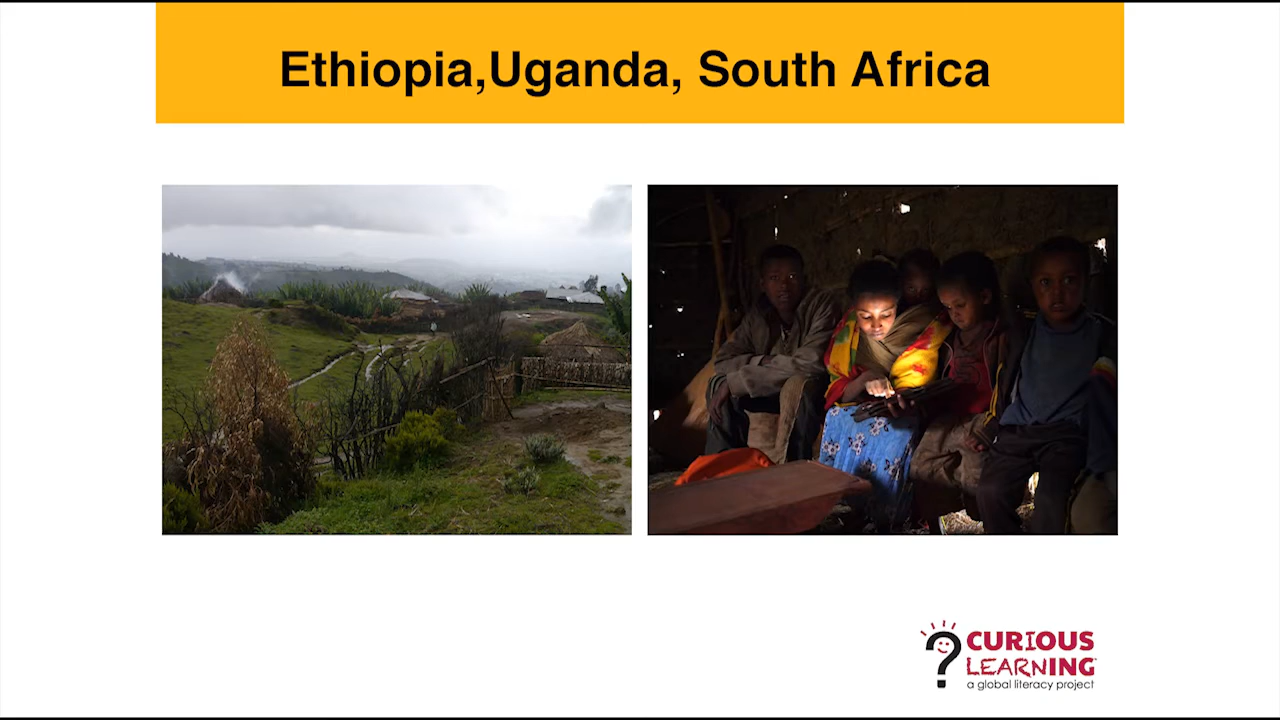 Ethiopia,Uganda, South Africa
?
CURIOUS
LEARNING
a global literacy project